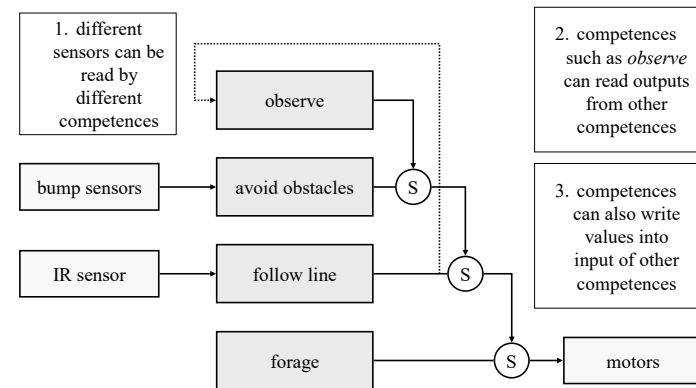 1. different
sensors can be
read by
different
competences
2. competences
such as observe
can read outputs
from other
competences
observe
bump sensors
avoid obstacles
S
3. competences
can also write
values into
input of other
competences
IR sensor
follow line
S
forage
S
motors